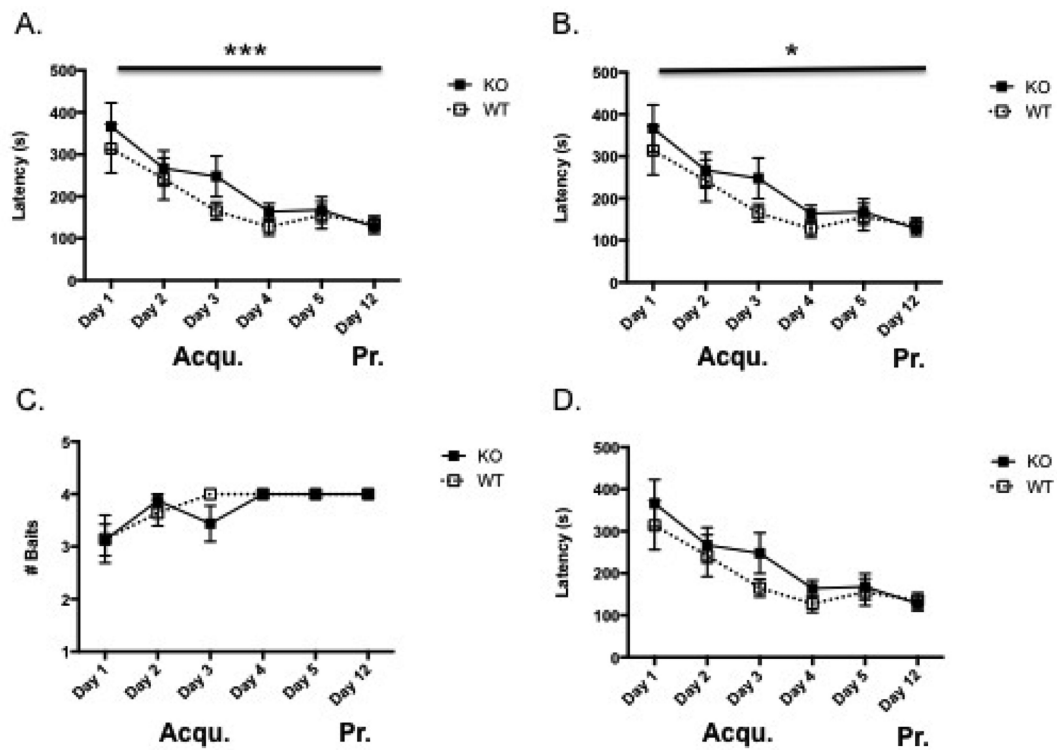 A.
***
500
400
300
200
100
0
Latency (s)
KO
WT
Day 1
Day 2
Day 3
Day 4
Day 5
Day 12
Acqu.
Pr.
B.
*
500
400
300
200
100
0
Latency (s)
KO
WT
Day 1
Day 2
Day 3
Day 4
Day 5
Day 12
Acqu.
Pr.
C.
5
4
3
2
1
# Baits
KO
WT
Day 1
Day 2
Day 3
Day 4
Day 5
Day 12
Acqu.
Pr.
D.
500
400
300
200
100
0
Latency (s)
KO
WT
Day 1
Day 2
Day 3
Day 4
Day 5
Day 12
Acqu.
Pr.